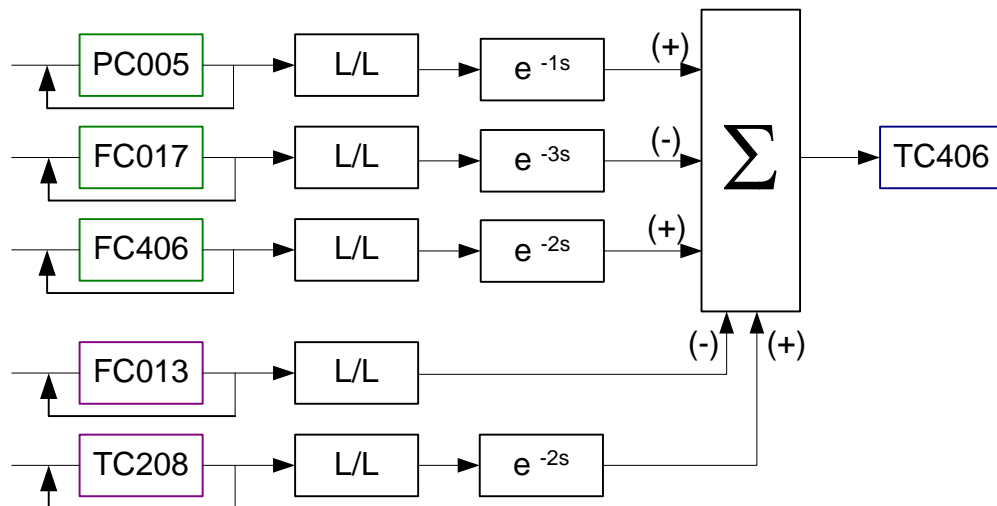 PC005 L/L e -1s (+)
FC017 L/L e -3s (-)
Σ TC406
FC406 L/L e -2s (+)
(-) (+)
FC013 L/L
TC208 L/L e -2s